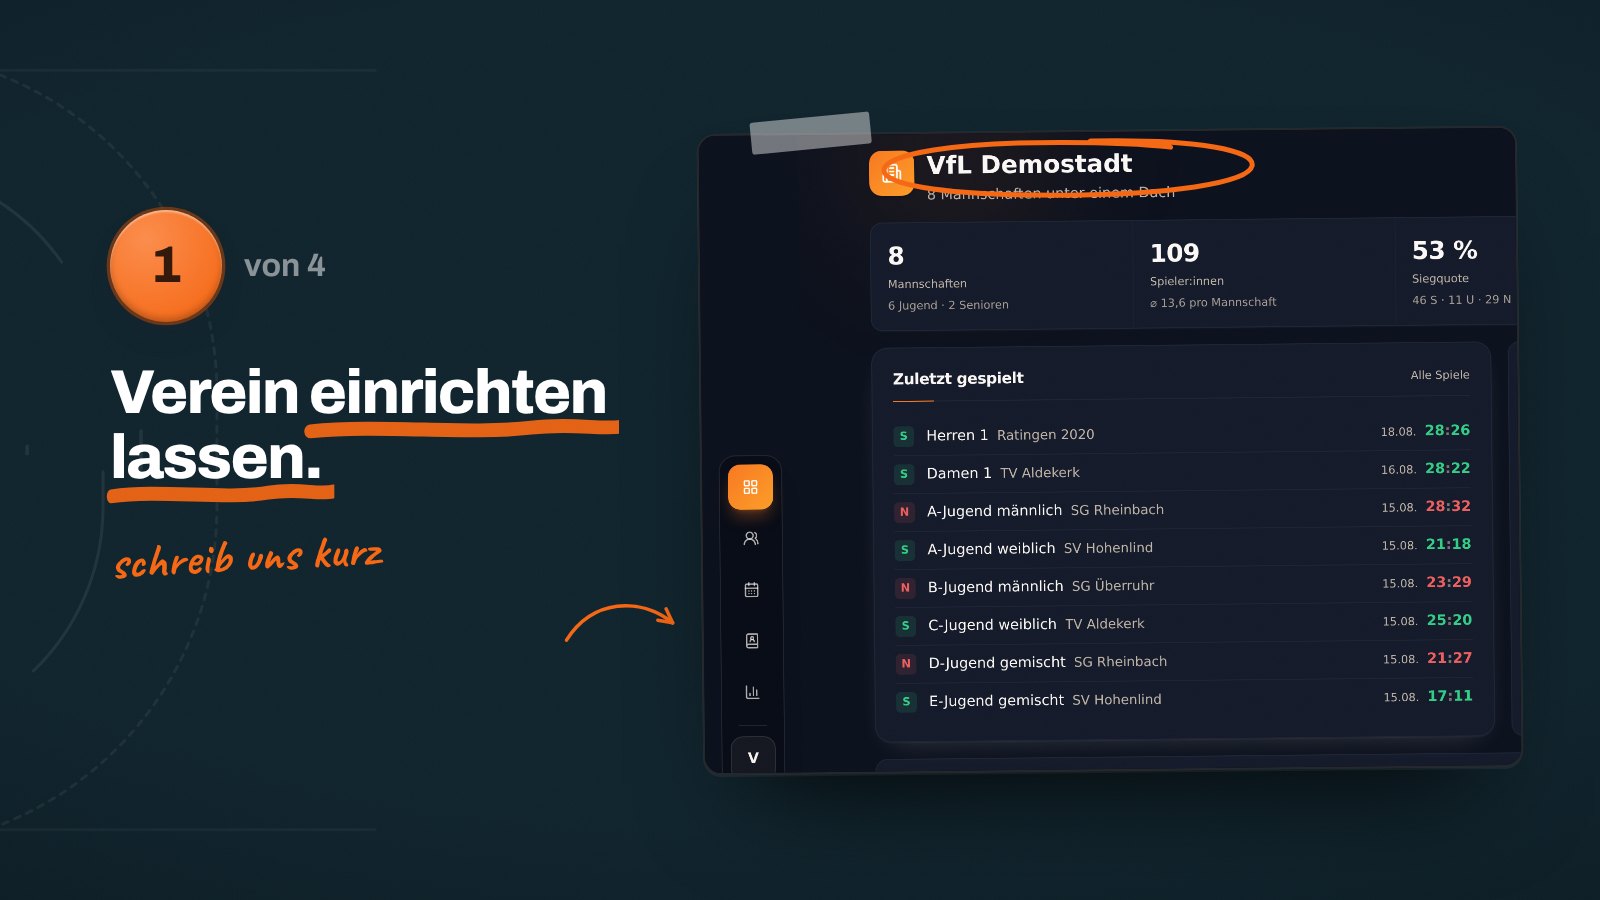 1
von 4
Verein einrichten
lassen.
schreib uns kurz
VfL Demostadt
8 Mannschaften unter einem Dach
8
Mannschaften
6 Jugend · 2 Senioren
109
Spieler:innen
⌀ 13,6 pro Mannschaft
53 %
Siegquote
46 S · 11 U · 29 N
Zuletzt gespielt
Alle Spiele
S Herren 1 Ratingen 2020 18.08. 28:26
S Damen 1 TV Aldekerk 16.08. 28:22
N A-Jugend männlich SG Rheinbach 15.08. 28:32
S A-Jugend weiblich SV Hohenlind 15.08. 21:18
N B-Jugend männlich SG Überruhr 15.08. 23:29
S C-Jugend weiblich TV Aldekerk 15.08. 25:20
N D-Jugend gemischt SG Rheinbach 15.08. 21:27
S E-Jugend gemischt SV Hohenlind 15.08. 17:11
V